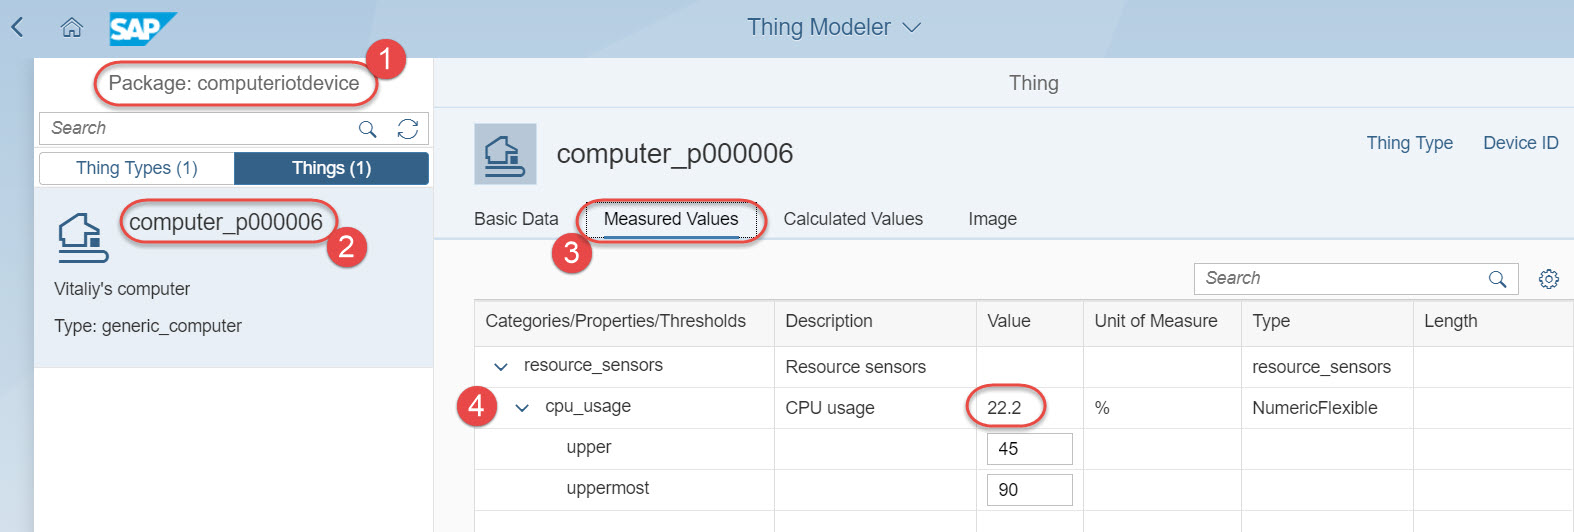 SAP
Thing Modeler
1
Package: computeriotdevice
Search
Thing Types (1)
Things (1)
computer_p000006
2
Vitaliy's computer
Type: generic_computer
Thing
computer_p000006
Thing Type
Device ID
Basic Data
Measured Values
Calculated Values
Image
3
Search
Categories/Properties/Thresholds Description Value Unit of Measure Type Length
resource_sensors Resource sensors resource_sensors
4 cpu_usage CPU usage 22.2 % NumericFlexible
upper 45
uppermost 90